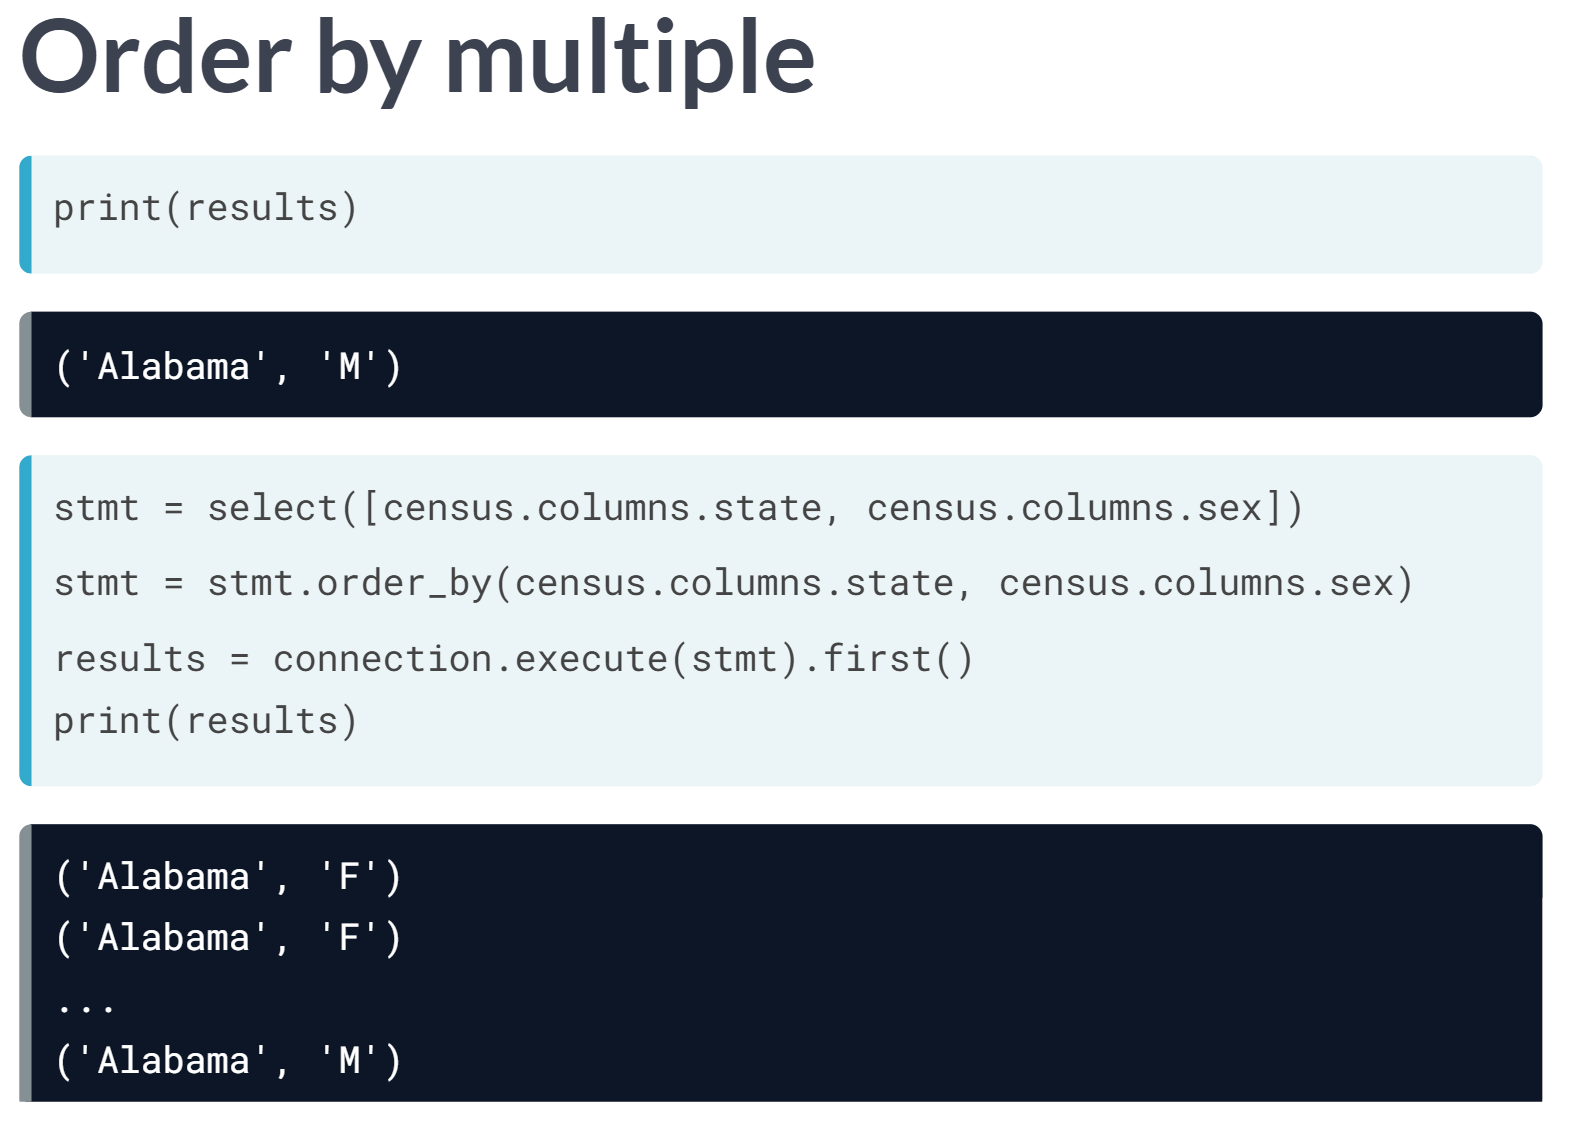 Order by multiple
print(results)
('Alabama', 'M')
stmt = select([census.columns.state, census.columns.sex])
stmt = stmt.order_by(census.columns.state, census.columns.sex)
results = connection.execute(stmt).first()
print(results)
('Alabama', 'F')
('Alabama', 'F')
...
('Alabama', 'M')